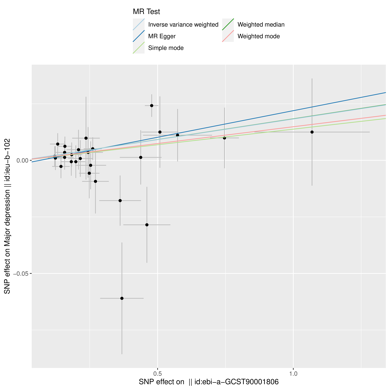 MR Test
Inverse variance weighted
Weighted median
MR Egger
Weighted mode
Simple mode
SNP effect on Major depression || id:ieu−b−102
0.00
−0.05
0.5
1.0
SNP effect on || id:ebi−a−GCST90001806